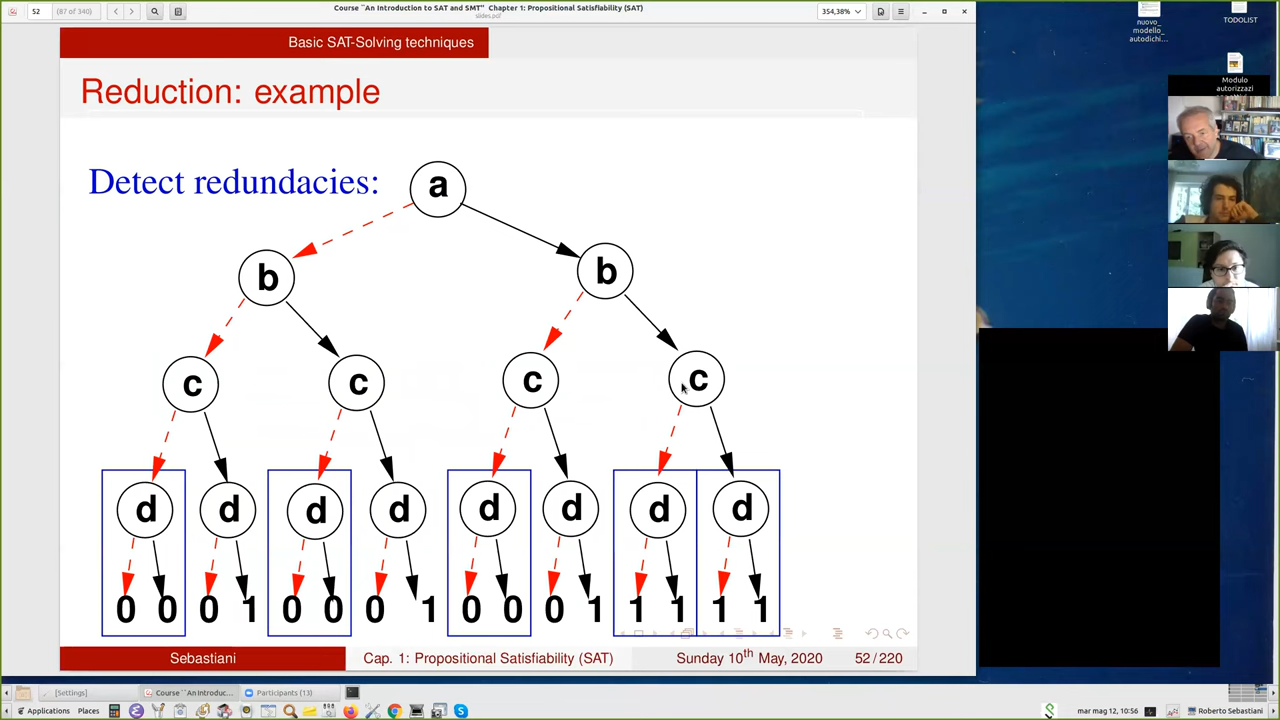 52 (87 of 340) Course ``An Introduction to SAT and SMT'' Chapter 1: Propositional Satisfiability (SAT) 354,38%
slides.pdf
Basic SAT-Solving techniques
Reduction: example
Detect redundacies:
a
b b
c c c c
d d d d d d d d
0 0 0 1 0 0 0 1 0 0 0 1 1 1 1 1
Sebastiani Cap. 1: Propositional Satisfiability (SAT) Sunday 10th May, 2020 52 / 220
nuovo_
modello_
autodichi...
TODOLIST
Modulo
autorizzazi
[Settings] Course ``An Introduc... Participants (13)
Applications Places mar mag 12, 10:56 Roberto Sebastiani